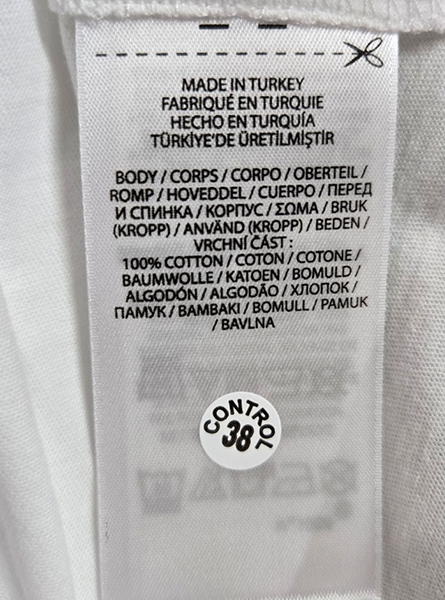 MADE IN TURKEY
FABRIQUÉ EN TURQUIE
HECHO EN TURQUÍA
TÜRKİYE'DE ÜRETİLMİŞTİR
BODY / CORPS / CORPO / OBERTEIL /
ROMP / HOVEDDEL / CUERPO / ПЕРЕД
И СПИНКА / КОРПУС / ΣΩΜΑ / BRUK
(KROPP) / ANVÄND (KROPP) / BEDEN /
VRCHNÍ ČÁST :
100% COTTON / COTON / COTONE /
BAUMWOLLE / KATOEN / BOMULD /
ALGODÓN / ALGODÃO / ХЛОПОК /
ПАМУК / BAMBAKI / BOMULL / PAMUK
/ BAVLNA
CONTROL
38